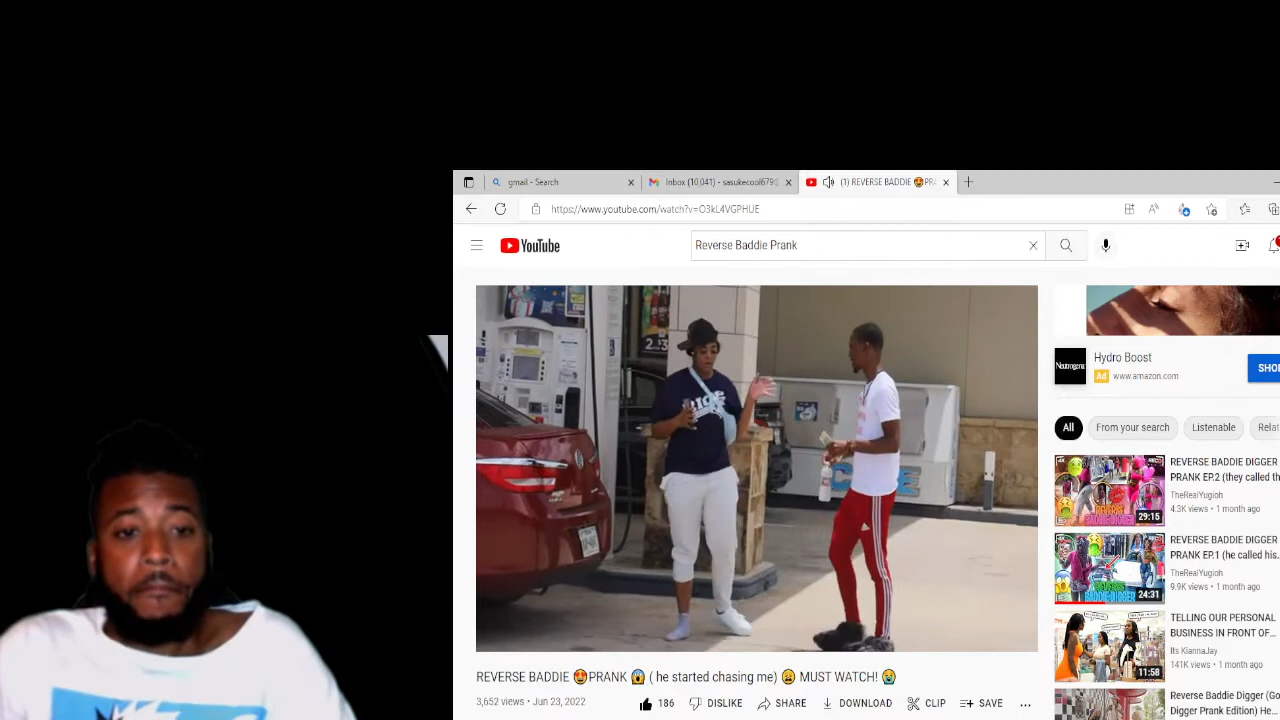 gmail - Search
Inbox (10,041) - sasukecool679
(1) REVERSE BADDIE 😍PRA
https://www.youtube.com/watch?v=O3kL4VGPHUE
YouTube
Reverse Baddie Prank
Hydro Boost
Ad www.amazon.com
SHO
All
From your search
Listenable
Relat
REVERSE BADDIE DIGGER
PRANK EP.2 (they called th
TheRealYugioh
4.3K views • 1 month ago
29:15
REVERSE BADDIE DIGGER
PRANK EP.1 (he called his..
TheRealYugioh
9.9K views • 1 month ago
24:31
TELLING OUR PERSONAL
BUSINESS IN FRONT OF...
Its KiannaJay
141K views • 1 month ago
11:58
Reverse Baddie Digger (Go
Digger Prank Edition) He...
REVERSE BADDIE 😍PRANK 😱 ( he started chasing me) 😩 MUST WATCH! 😭
3,652 views • Jun 23, 2022
186
DISLIKE
SHARE
DOWNLOAD
CLIP
SAVE